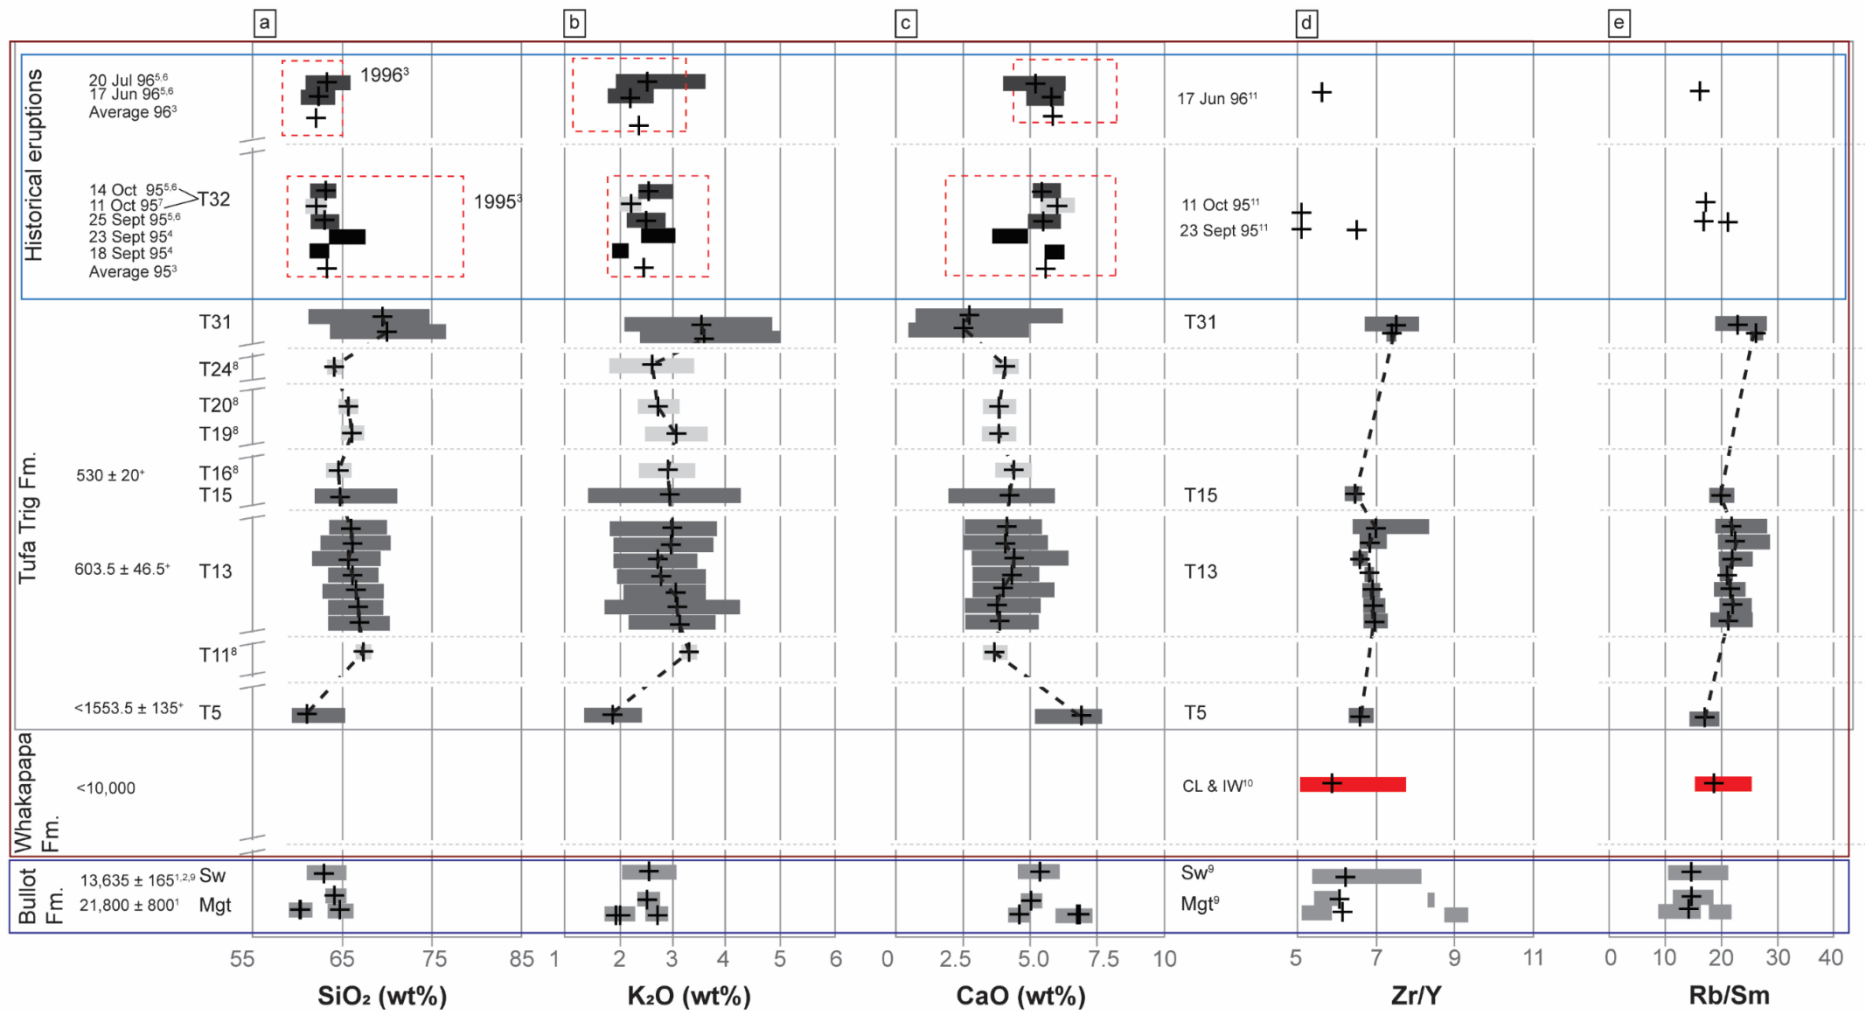 a
b
c
d
e
Historical eruptions
20 Jul 96⁵,⁶
17 Jun 96⁵,⁶
Average 96³
1996³
17 Jun 96¹¹
14 Oct 95⁵,⁶
11 Oct 95⁷
T32
25 Sept 95⁵,⁶
23 Sept 95⁴
18 Sept 95⁴
Average 95³
1995³
11 Oct 95¹¹
23 Sept 95¹¹
Tufa Trig Fm.
T31
T31
T24⁸
T20⁸
T19⁸
530 ± 20⁺
T16⁸
T15
T15
603.5 ± 46.5⁺
T13
T13
T11⁸
<1553.5 ± 135⁺
T5
T5
Whakapapa
Fm.
<10,000
CL & IW¹⁰
Bullot
Fm.
13,635 ± 165¹,²,⁹
Sw
Sw⁹
21,800 ± 800¹
Mgt
Mgt⁹
55 65 75 85
1 2 3 4 5 6
0 2.5 5.0 7.5 10
5 7 9 11
0 10 20 30 40
SiO₂ (wt%)
K₂O (wt%)
CaO (wt%)
Zr/Y
Rb/Sm